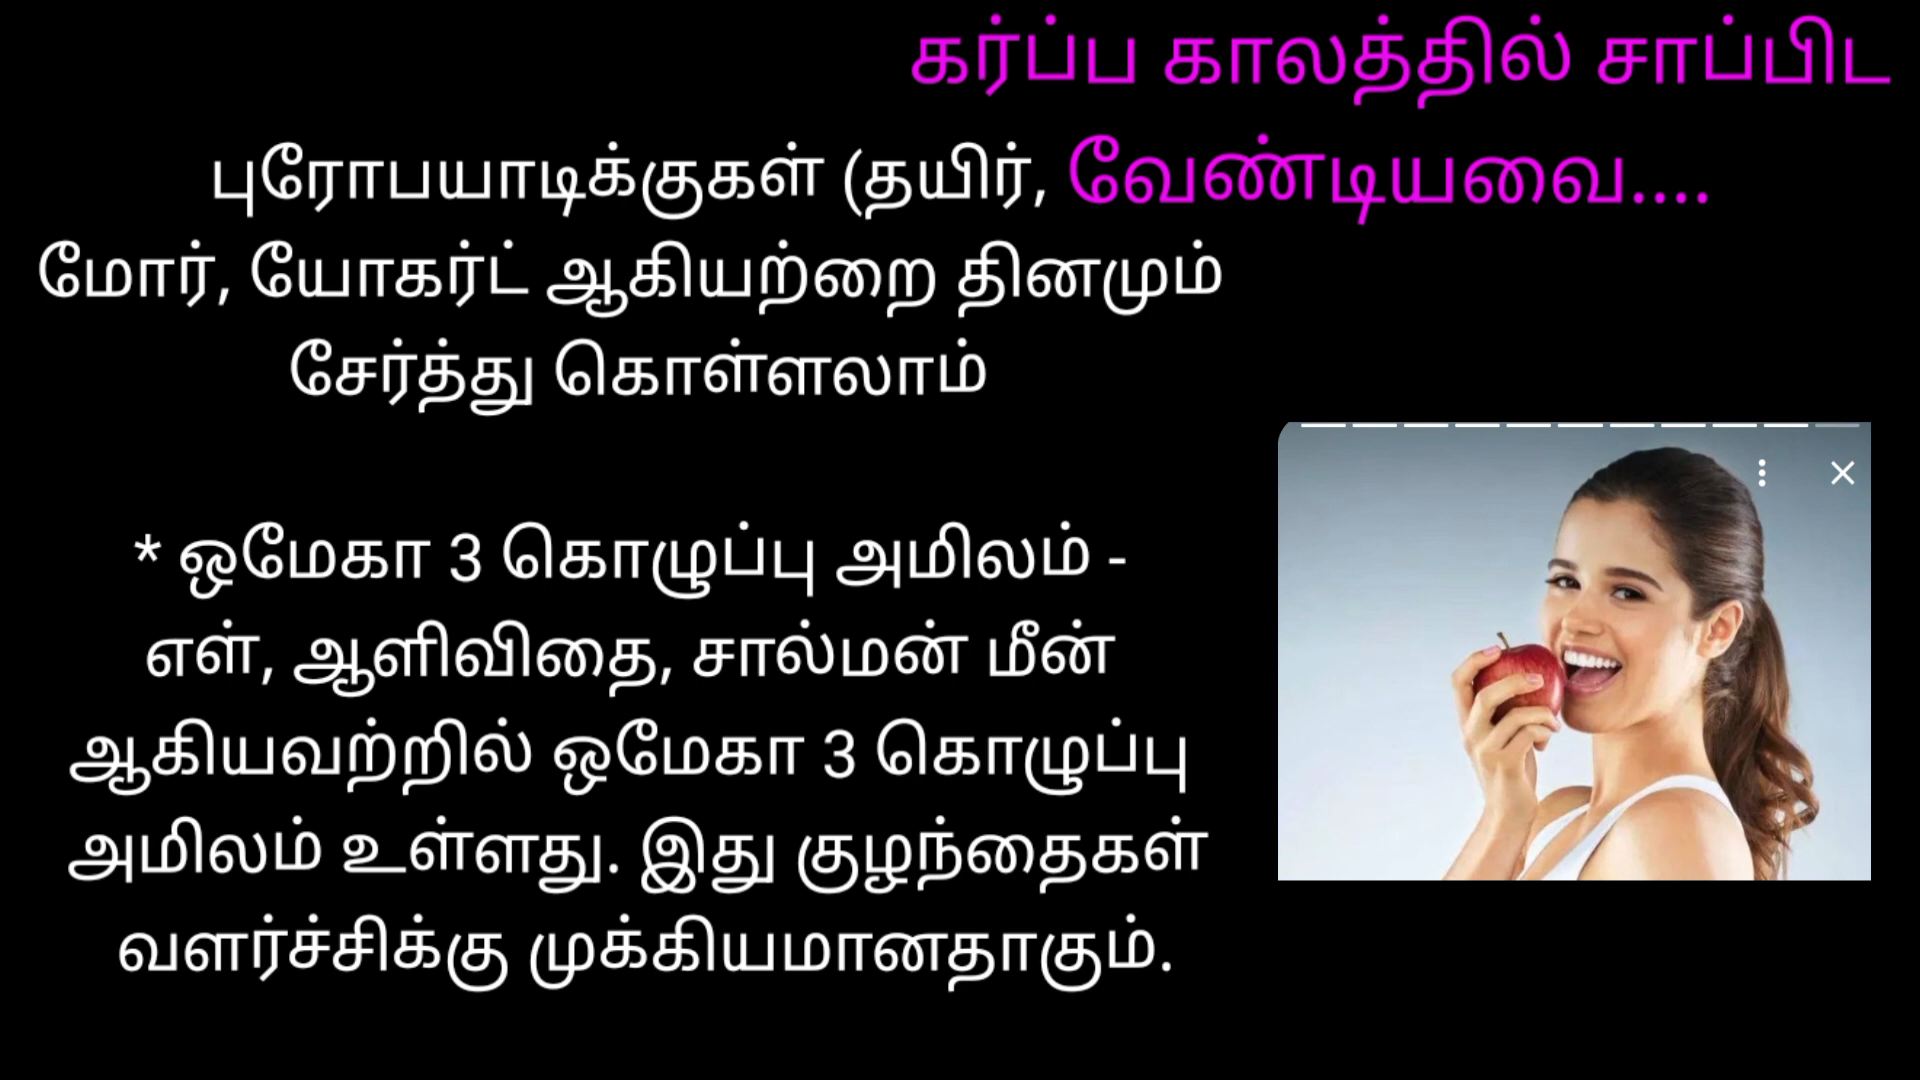 கர்ப்ப காலத்தில் சாப்பிட
வேண்டியவை....
புரோபயாடிக்குகள் (தயிர்,
மோர், யோகர்ட் ஆகியற்றை தினமும்
சேர்த்து கொள்ளலாம்
* ஒமேகா 3 கொழுப்பு அமிலம் -
எள், ஆளிவிதை, சால்மன் மீன்
ஆகியவற்றில் ஒமேகா 3 கொழுப்பு
அமிலம் உள்ளது. இது குழந்தைகள்
வளர்ச்சிக்கு முக்கியமானதாகும்.